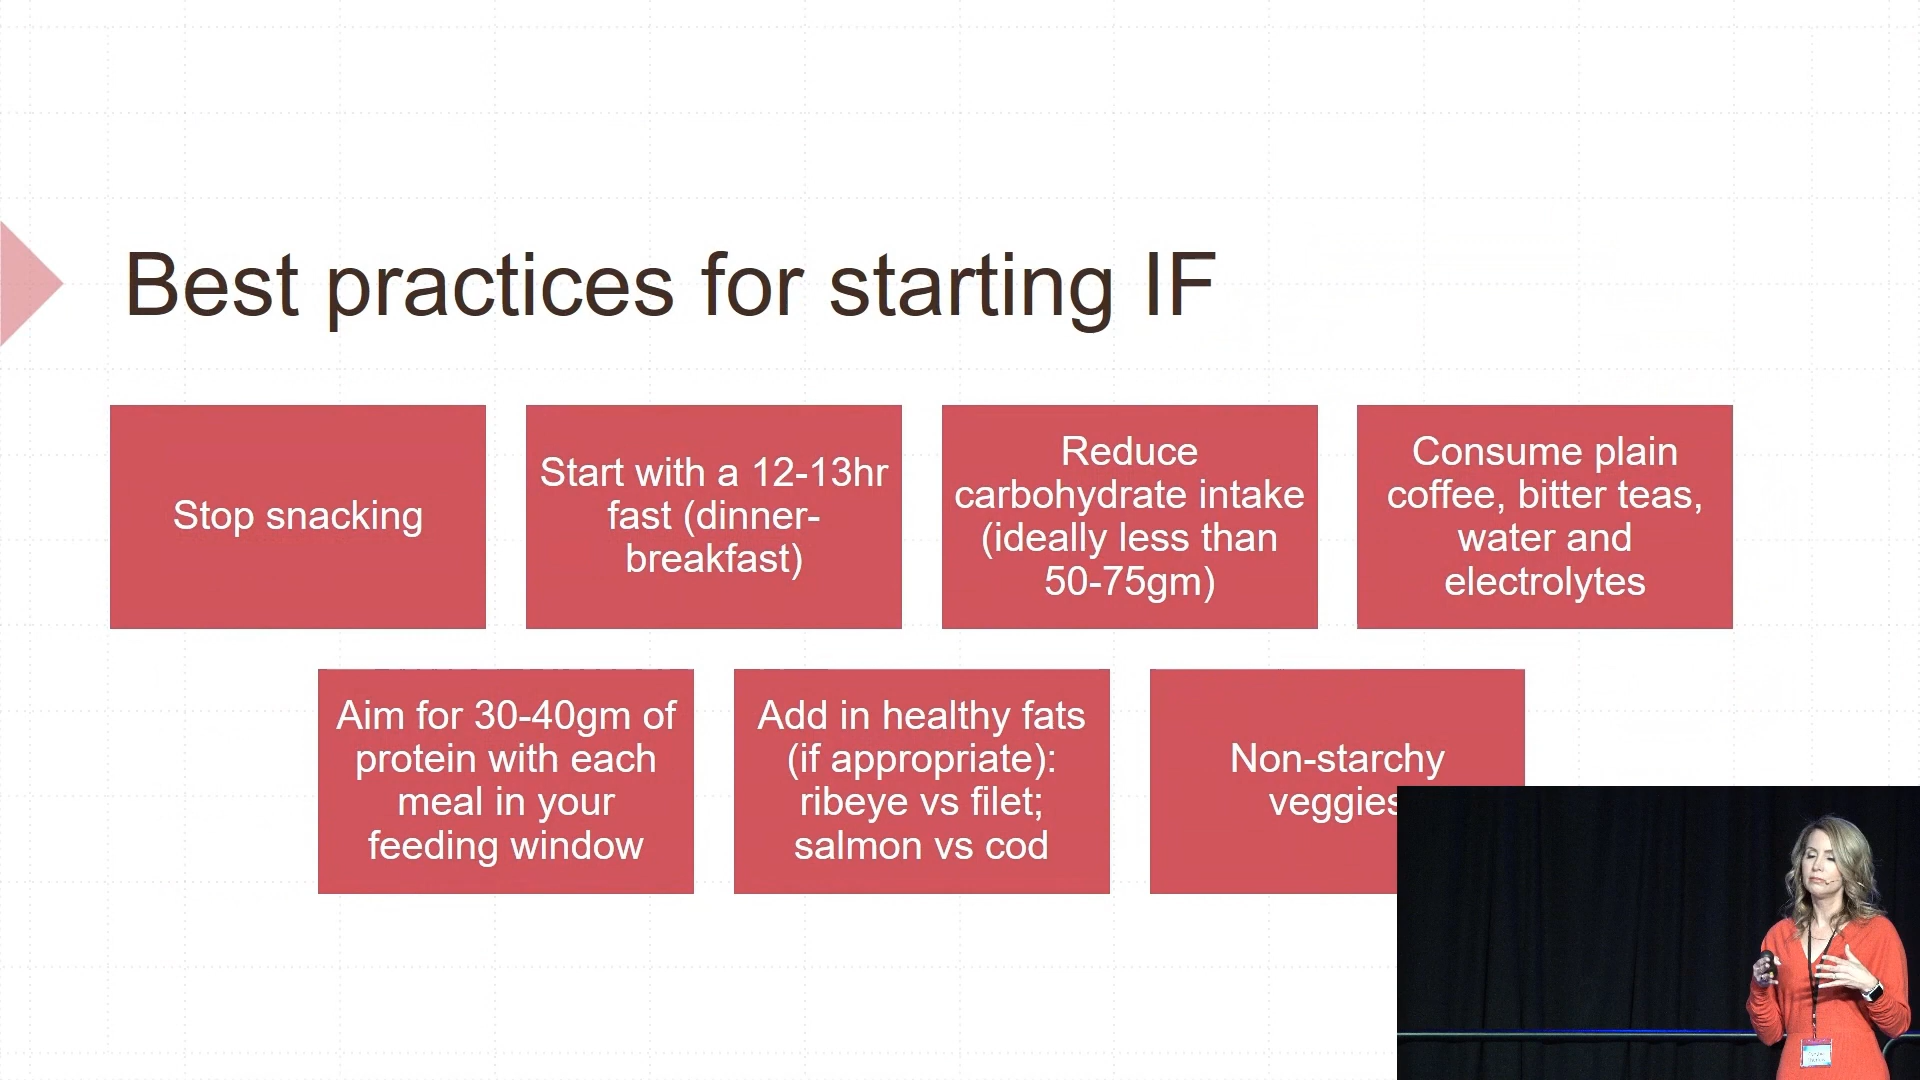 Best practices for starting IF
Stop snacking
Start with a 12-13hr
fast (dinner-
breakfast)
Reduce
carbohydrate intake
(ideally less than
50-75gm)
Consume plain
coffee, bitter teas,
water and
electrolytes
Aim for 30-40gm of
protein with each
meal in your
feeding window
Add in healthy fats
(if appropriate):
ribeye vs filet;
salmon vs cod
Non-starchy
veggies